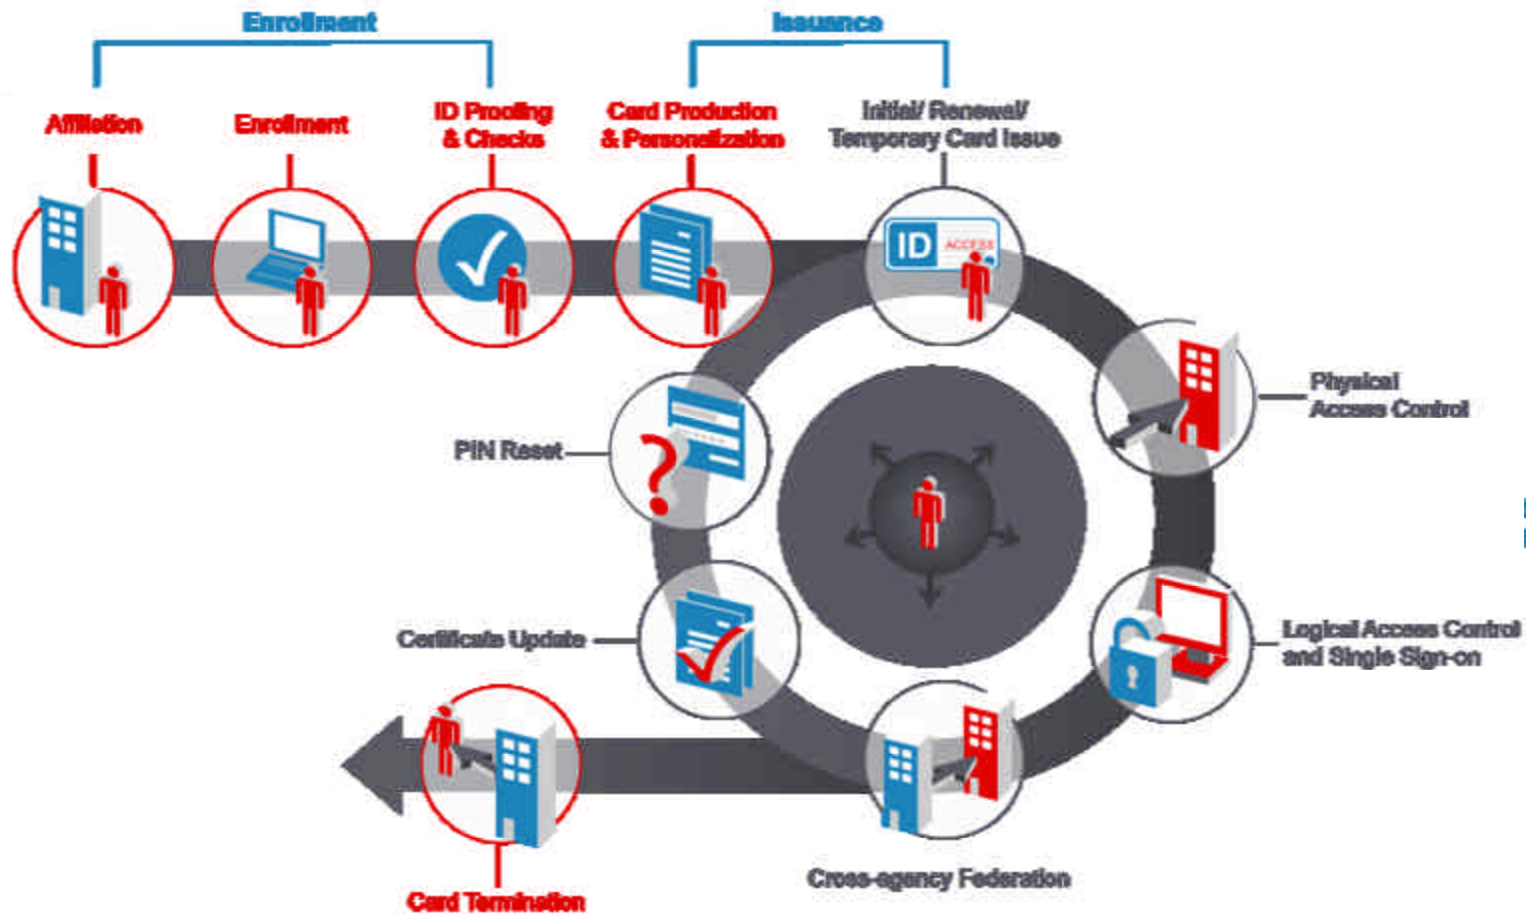 Enrollment
Issuance
Affiliation
Enrollment
ID Proofing
& Checks
Card Production
& Personalization
Initial/ Renewal/
Temporary Card Issue
ID
ACCESS
Physical
Access Control
PIN Reset
Certificate Update
Logical Access Control
and Single Sign-on
Cross-agency Federation
Card Termination